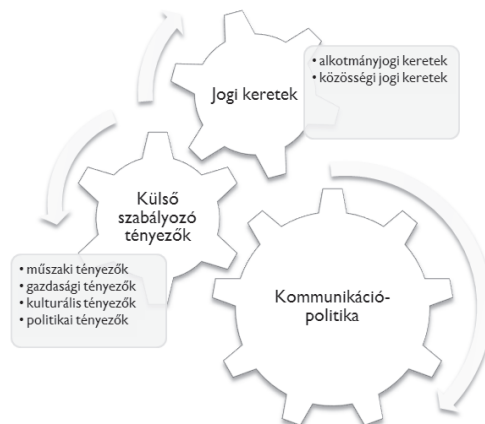 Jogi keretek
• alkotmányjogi keretek
• közösségi jogi keretek
Külső
szabályozó
tényezők
• műszaki tényezők
• gazdasági tényezők
• kulturális tényezők
• politikai tényezők
Kommunikáció-
politika